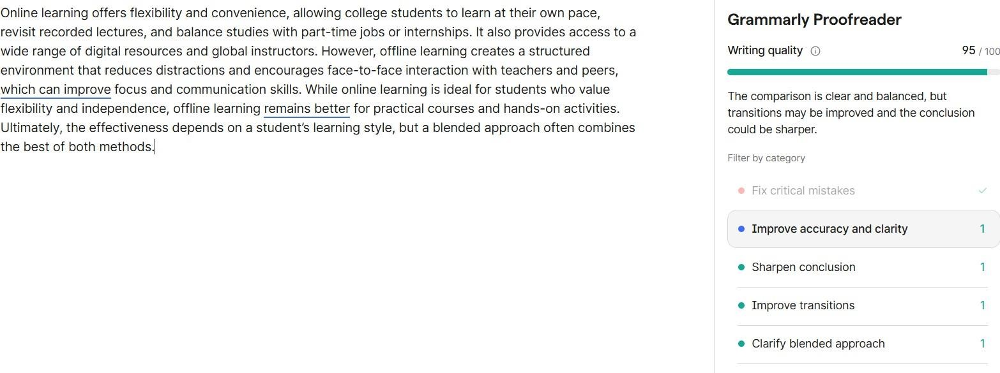 Online learning offers flexibility and convenience, allowing college students to learn at their own pace,
revisit recorded lectures, and balance studies with part-time jobs or internships. It also provides access to a
wide range of digital resources and global instructors. However, offline learning creates a structured
environment that reduces distractions and encourages face-to-face interaction with teachers and peers,
which can improve focus and communication skills. While online learning is ideal for students who value
flexibility and independence, offline learning remains better for practical courses and hands-on activities.
Ultimately, the effectiveness depends on a student’s learning style, but a blended approach often combines
the best of both methods.
Grammarly Proofreader
Writing quality 95 / 100
The comparison is clear and balanced, but
transitions may be improved and the conclusion
could be sharper.
Filter by category
Fix critical mistakes
Improve accuracy and clarity 1
Sharpen conclusion 1
Improve transitions 1
Clarify blended approach 1